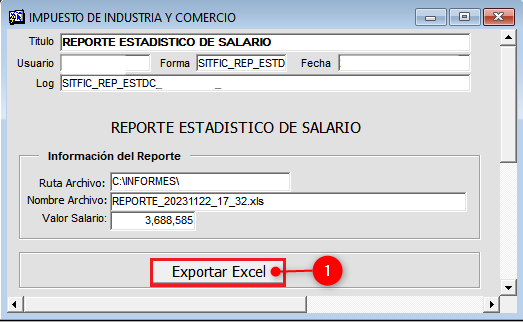 IMPUESTO DE INDUSTRIA Y COMERCIO
Titulo REPORTE ESTADISTICO DE SALARIO
Usuario Forma SITFIC_REP_ESTD Fecha
Log SITFIC_REP_ESTDC_ _
REPORTE ESTADISTICO DE SALARIO
Información del Reporte
Ruta Archivo: C:\INFORMES\
Nombre Archivo: REPORTE_20231122_17_32.xls
Valor Salario: 3,688,585
Exportar Excel 1